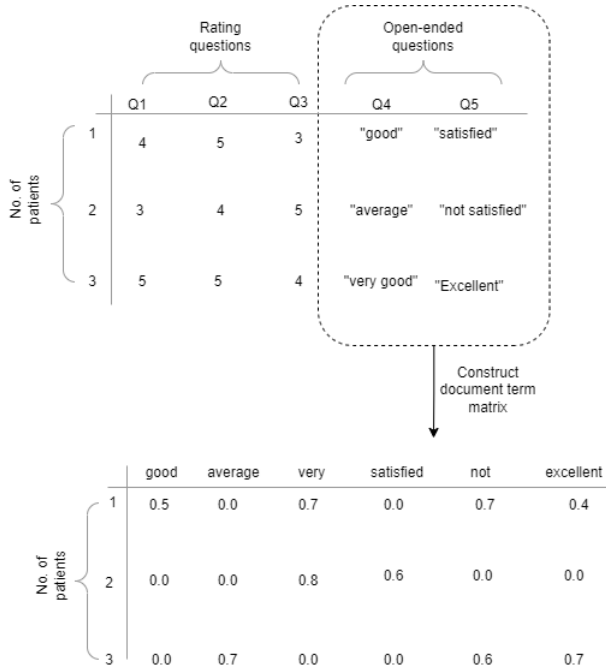 Rating
questions
Open-ended
questions
Q1 Q2 Q3 Q4 Q5
1 4 5 3 "good" "satisfied"
No. of
patients
2 3 4 5 "average" "not satisfied"
3 5 5 4 "very good" "Excellent"
Construct
document term
matrix
good average very satisfied not excellent
1 0.5 0.0 0.7 0.0 0.7 0.4
No. of
patients
2 0.0 0.0 0.8 0.6 0.0 0.0
3 0.0 0.7 0.0 0.0 0.6 0.7